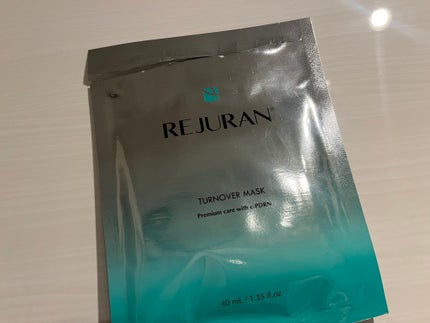 REJURAN®
TURNOVER MASK
Premium care with c-PDRN
40 mL / 1.35 fl.oz